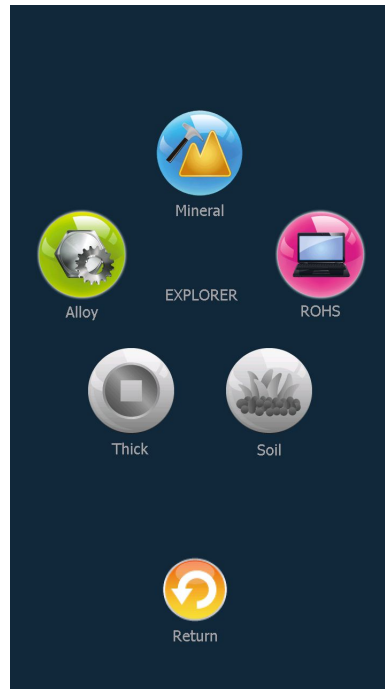 Mineral
Alloy
EXPLORER
ROHS
Thick
Soil
Return